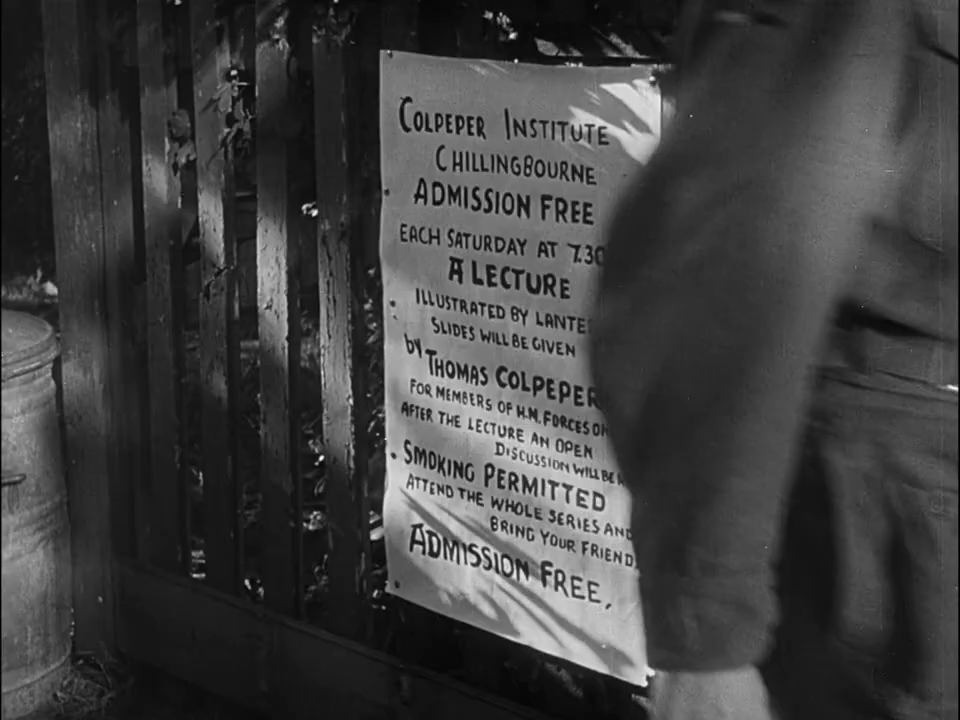 COLPEPER INSTITUTE
CHILLINGBOURNE
ADMISSION FREE
EACH SATURDAY AT 7.30
A LECTURE
ILLUSTRATED BY
SLIDES WILL BE GIVEN
by THOMAS COLPEPER
FOR MEMBERS OF H.M. FORCES
AFTER THE LECTURE AN OPEN
DISCUSSION WILL BE
SMOKING PERMITTED
ATTEND THE WHOLE SERIES AND
BRING YOUR FRIEND
ADMISSION FREE.